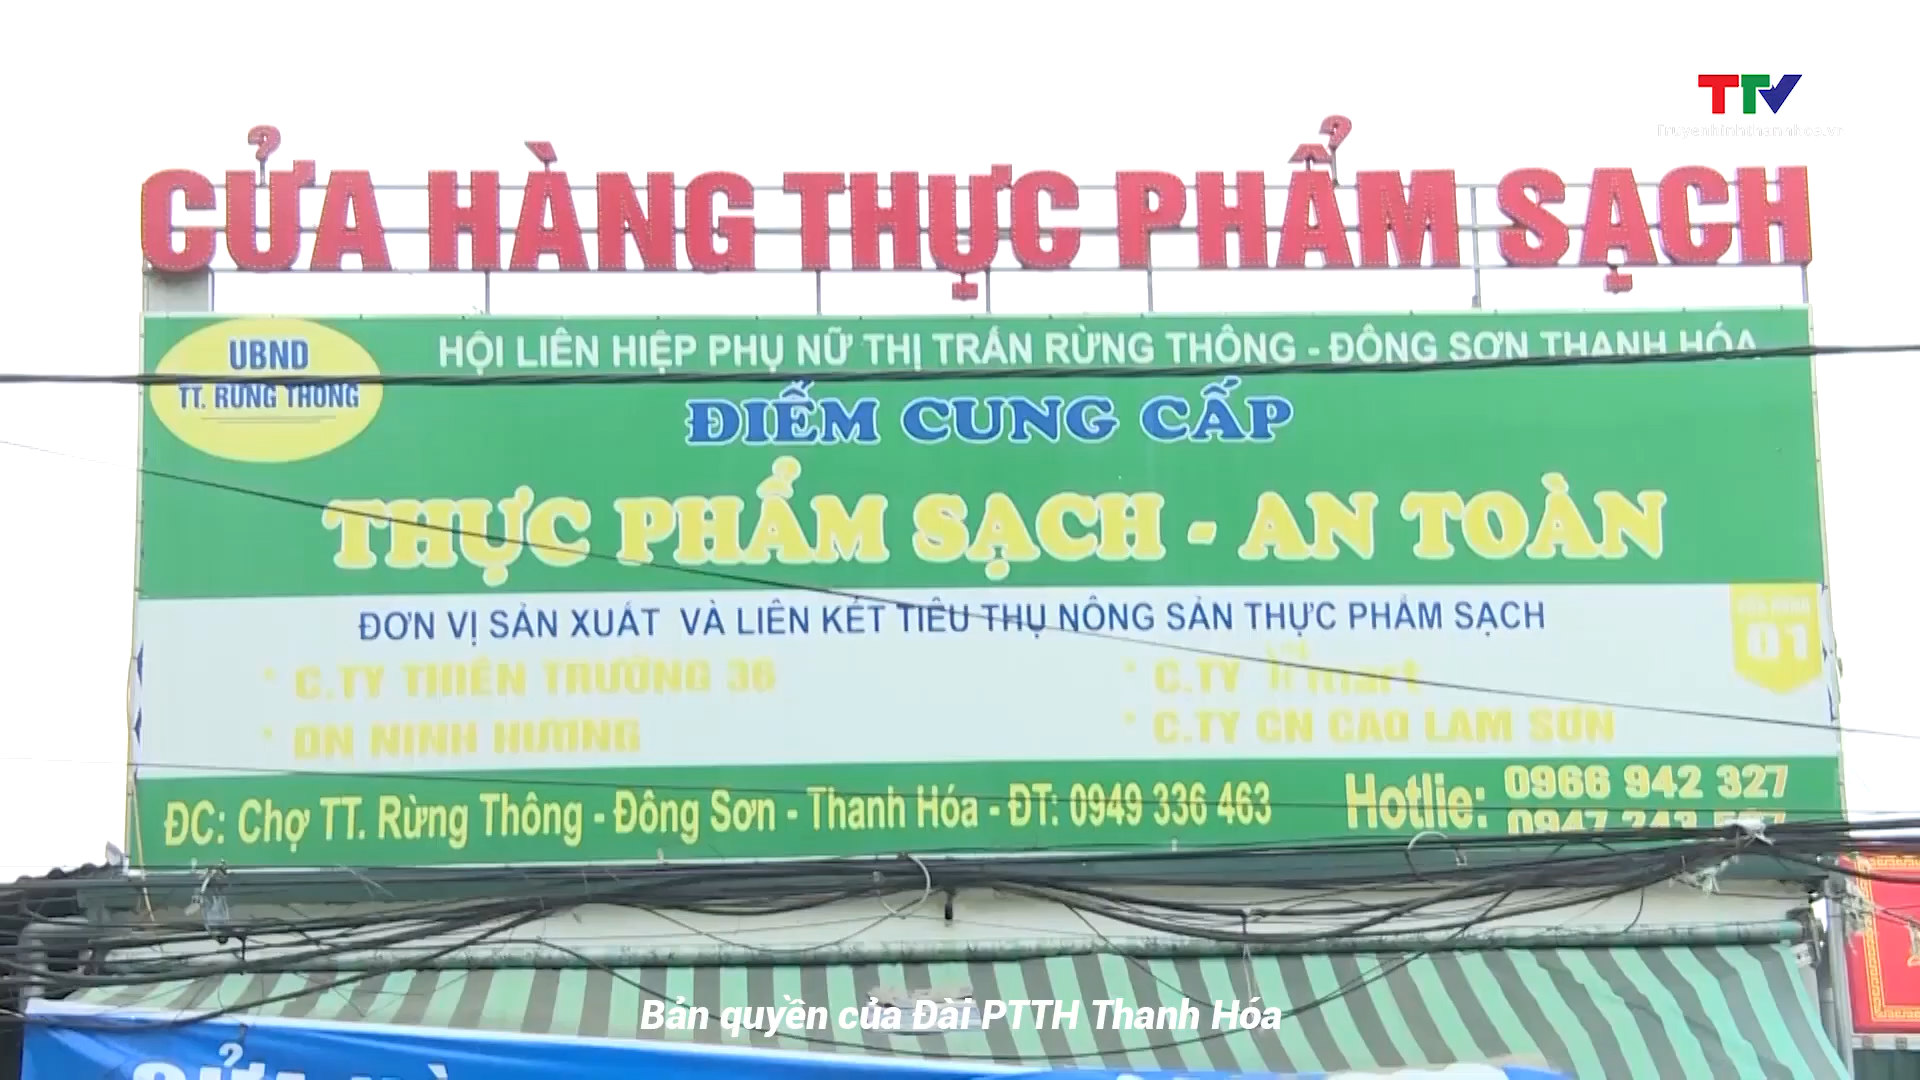 TTV
truyenhinhthanhhoa.vn
CỬA HÀNG THỰC PHẨM SẠCH
UBND
TT. RỪNG THÔNG
HỘI LIÊN HIỆP PHỤ NỮ THỊ TRẤN RỪNG THÔNG - ĐÔNG SƠN THANH HÓA
ĐIỂM CUNG CẤP
THỰC PHẨM SẠCH - AN TOÀN
ĐƠN VỊ SẢN XUẤT VÀ LIÊN KẾT TIÊU THỤ NÔNG SẢN THỰC PHẨM SẠCH
01
* C.TY THIÊN TRƯỜNG 36
* C.TY
* DN NINH HƯƠNG
* C.TY CN CAO LAM SƠN
ĐC: Chợ TT. Rừng Thông - Đông Sơn - Thanh Hóa - ĐT: 0949 336 463
Hotlie: 0966 942 327
0947 243
Bản quyền của Đài PTTH Thanh Hóa